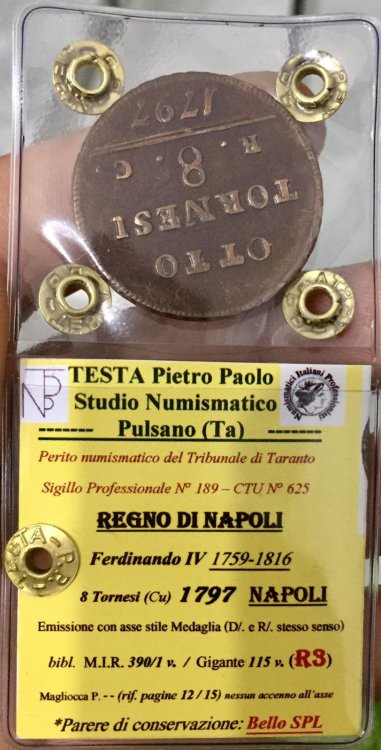 OTTO
TORNESI
8
R. C.
1797
TESTA Pietro Paolo
Studio Numismatico
------- Pulsano (Ta) -------
Perito numismatico del Tribunale di Taranto
Sigillo Professionale N° 189 – CTU N° 625
REGNO DI NAPOLI
Ferdinando IV 1759-1816
8 Tornesi (Cu) 1797 NAPOLI
Emissione con asse stile Medaglia (D/. e R/. stesso senso)
bibl. M.I.R. 390/1 v. / Gigante 115 v. (R3)
Magliocca P. - - (rif. pagine 12 / 15) nessun accenno all'asse
*Parere di conservazione: Bello SPL
Numismatici Italiani Professionisti